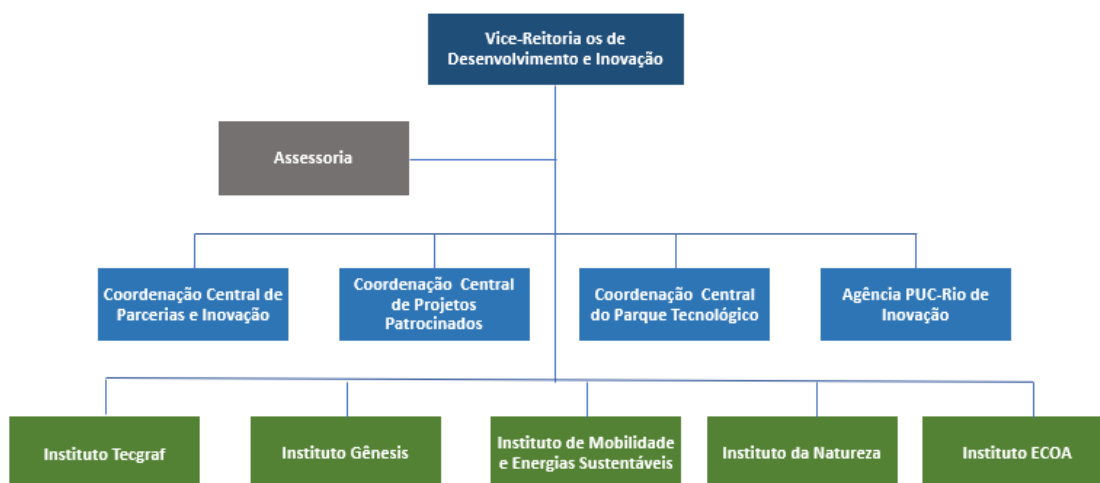 Vice-Reitoria os de
Desenvolvimento e Inovação
Assessoria
Coordenação Central de
Parcerias e Inovação
Coordenação Central
de Projetos
Patrocinados
Coordenação Central
do Parque Tecnológico
Agência PUC-Rio de
Inovação
Instituto Tecgraf
Instituto Gênesis
Instituto de Mobilidade
e Energias Sustentáveis
Instituto da Natureza
Instituto ECOA